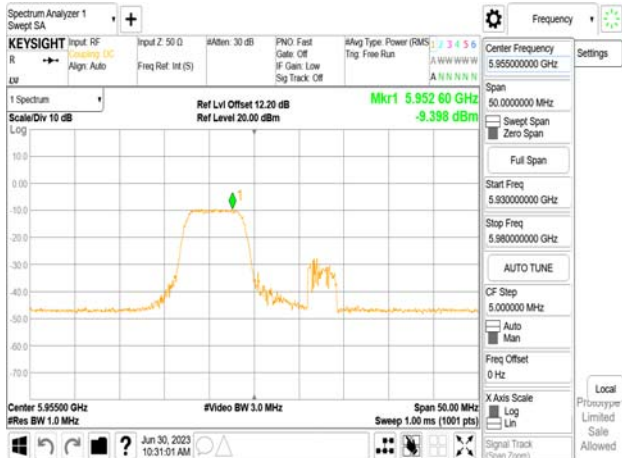 Spectrum Analyzer 1
Swept SA
+
Frequency
KEYSIGHT
Input: RF
Coupling: DC
Align: Auto
Input Z: 50 Ω
Freq Ref: Int (S)
#Atten: 30 dB
PNO: Fast
Gate: Off
IF Gain: Low
Sig Track: Off
#Avg Type: Power (RMS
Trig: Free Run
1 2 3 4 5 6
A W W W W W
A N N N N N
R
LXI
Center Frequency
5.955000000 GHz
Settings
Span
50.0000000 MHz
Swept Span
Zero Span
Full Span
Start Freq
5.930000000 GHz
Stop Freq
5.980000000 GHz
AUTO TUNE
CF Step
5.000000 MHz
Auto
Man
Freq Offset
0 Hz
X Axis Scale
Log
Lin
Signal Track
(Span Zoom)
Local
Prototype
Limited
Sale
Allowed
1 Spectrum
Scale/Div 10 dB
Ref Lvl Offset 12.20 dB
Ref Level 20.00 dBm
Mkr1 5.952 60 GHz
-9.398 dBm
Log
10.0
0.00
-10.0
-20.0
-30.0
-40.0
-50.0
-60.0
-70.0
1
Center 5.95500 GHz
#Res BW 1.0 MHz
#Video BW 3.0 MHz
Span 50.00 MHz
Sweep 1.00 ms (1001 pts)
?
Jun 30, 2023
10:31:01 AM